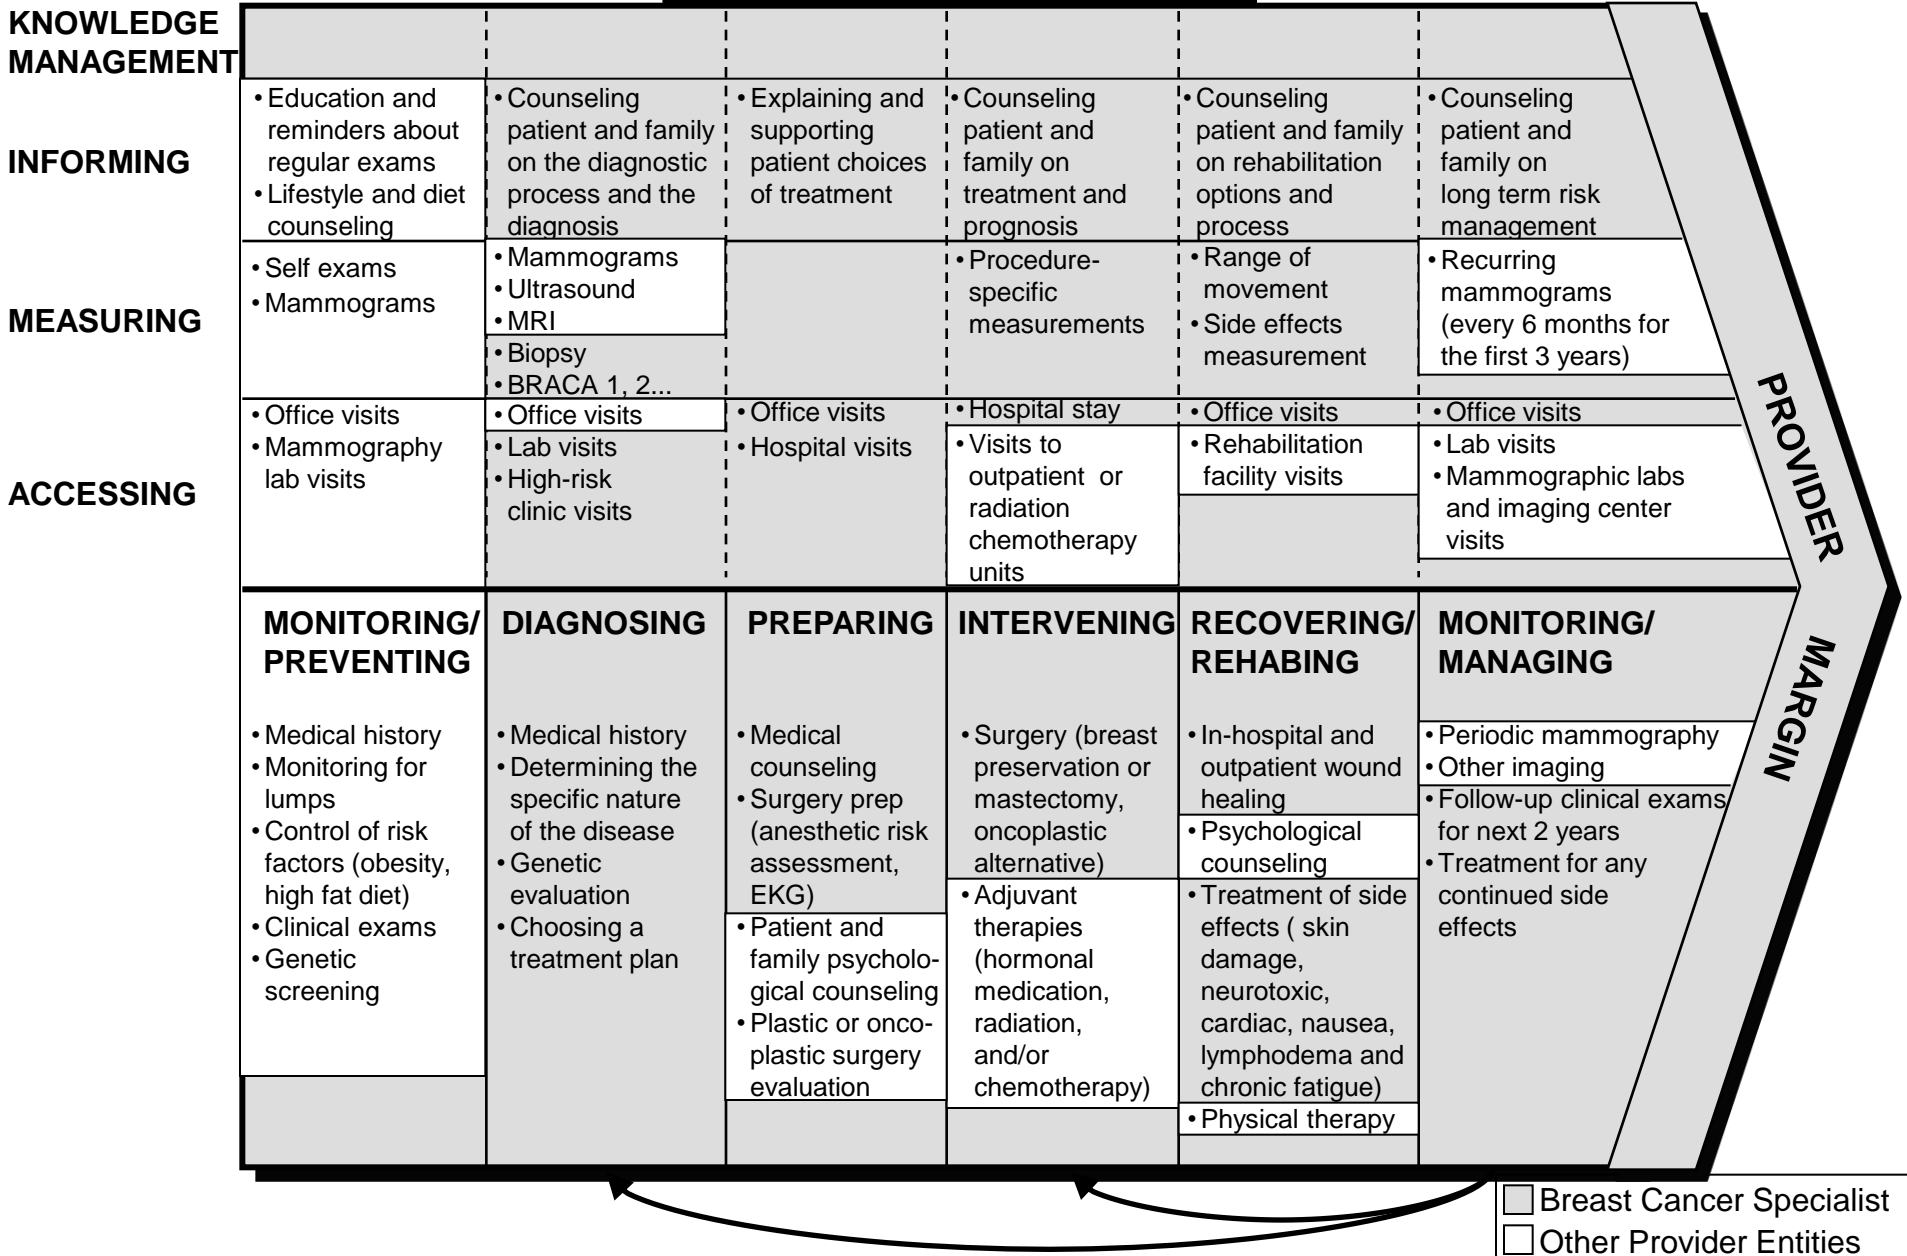 KNOWLEDGE
MANAGEMENT
INFORMING
• Education and
reminders about
regular exams
• Lifestyle and diet
counseling
• Counseling
patient and family
on the diagnostic
process and the
diagnosis
• Explaining and
supporting
patient choices
of treatment
• Counseling
patient and
family on
treatment and
prognosis
• Counseling
patient and family
on rehabilitation
options and
process
• Counseling
patient and
family on
long term risk
management
MEASURING
• Self exams
• Mammograms
• Mammograms
• Ultrasound
• MRI
• Biopsy
• BRACA 1, 2...
• Procedure-
specific
measurements
• Range of
movement
• Side effects
measurement
• Recurring
mammograms
(every 6 months for
the first 3 years)
ACCESSING
• Office visits
• Mammography
lab visits
• Office visits
• Lab visits
• High-risk
clinic visits
• Office visits
• Hospital visits
• Hospital stay
• Visits to
outpatient or
radiation
chemotherapy
units
• Office visits
• Rehabilitation
facility visits
• Office visits
• Lab visits
• Mammographic labs
and imaging center
visits
MONITORING/
PREVENTING
• Medical history
• Monitoring for
lumps
• Control of risk
factors (obesity,
high fat diet)
• Clinical exams
• Genetic
screening
DIAGNOSING
• Medical history
• Determining the
specific nature
of the disease
• Genetic
evaluation
• Choosing a
treatment plan
PREPARING
• Medical
counseling
• Surgery prep
(anesthetic risk
assessment,
EKG)
• Patient and
family psycholo-
gical counseling
• Plastic or onco-
plastic surgery
evaluation
INTERVENING
• Surgery (breast
preservation or
mastectomy,
oncoplastic
alternative)
• Adjuvant
therapies
(hormonal
medication,
radiation,
and/or
chemotherapy)
RECOVERING/
REHABING
• In-hospital and
outpatient wound
healing
• Psychological
counseling
• Treatment of side
effects ( skin
damage,
neurotoxic,
cardiac, nausea,
lymphodema and
chronic fatigue)
• Physical therapy
MONITORING/
MANAGING
• Periodic mammography
• Other imaging
• Follow-up clinical exams
for next 2 years
• Treatment for any
continued side
effects
PROVIDER
MARGIN
Breast Cancer Specialist
Other Provider Entities